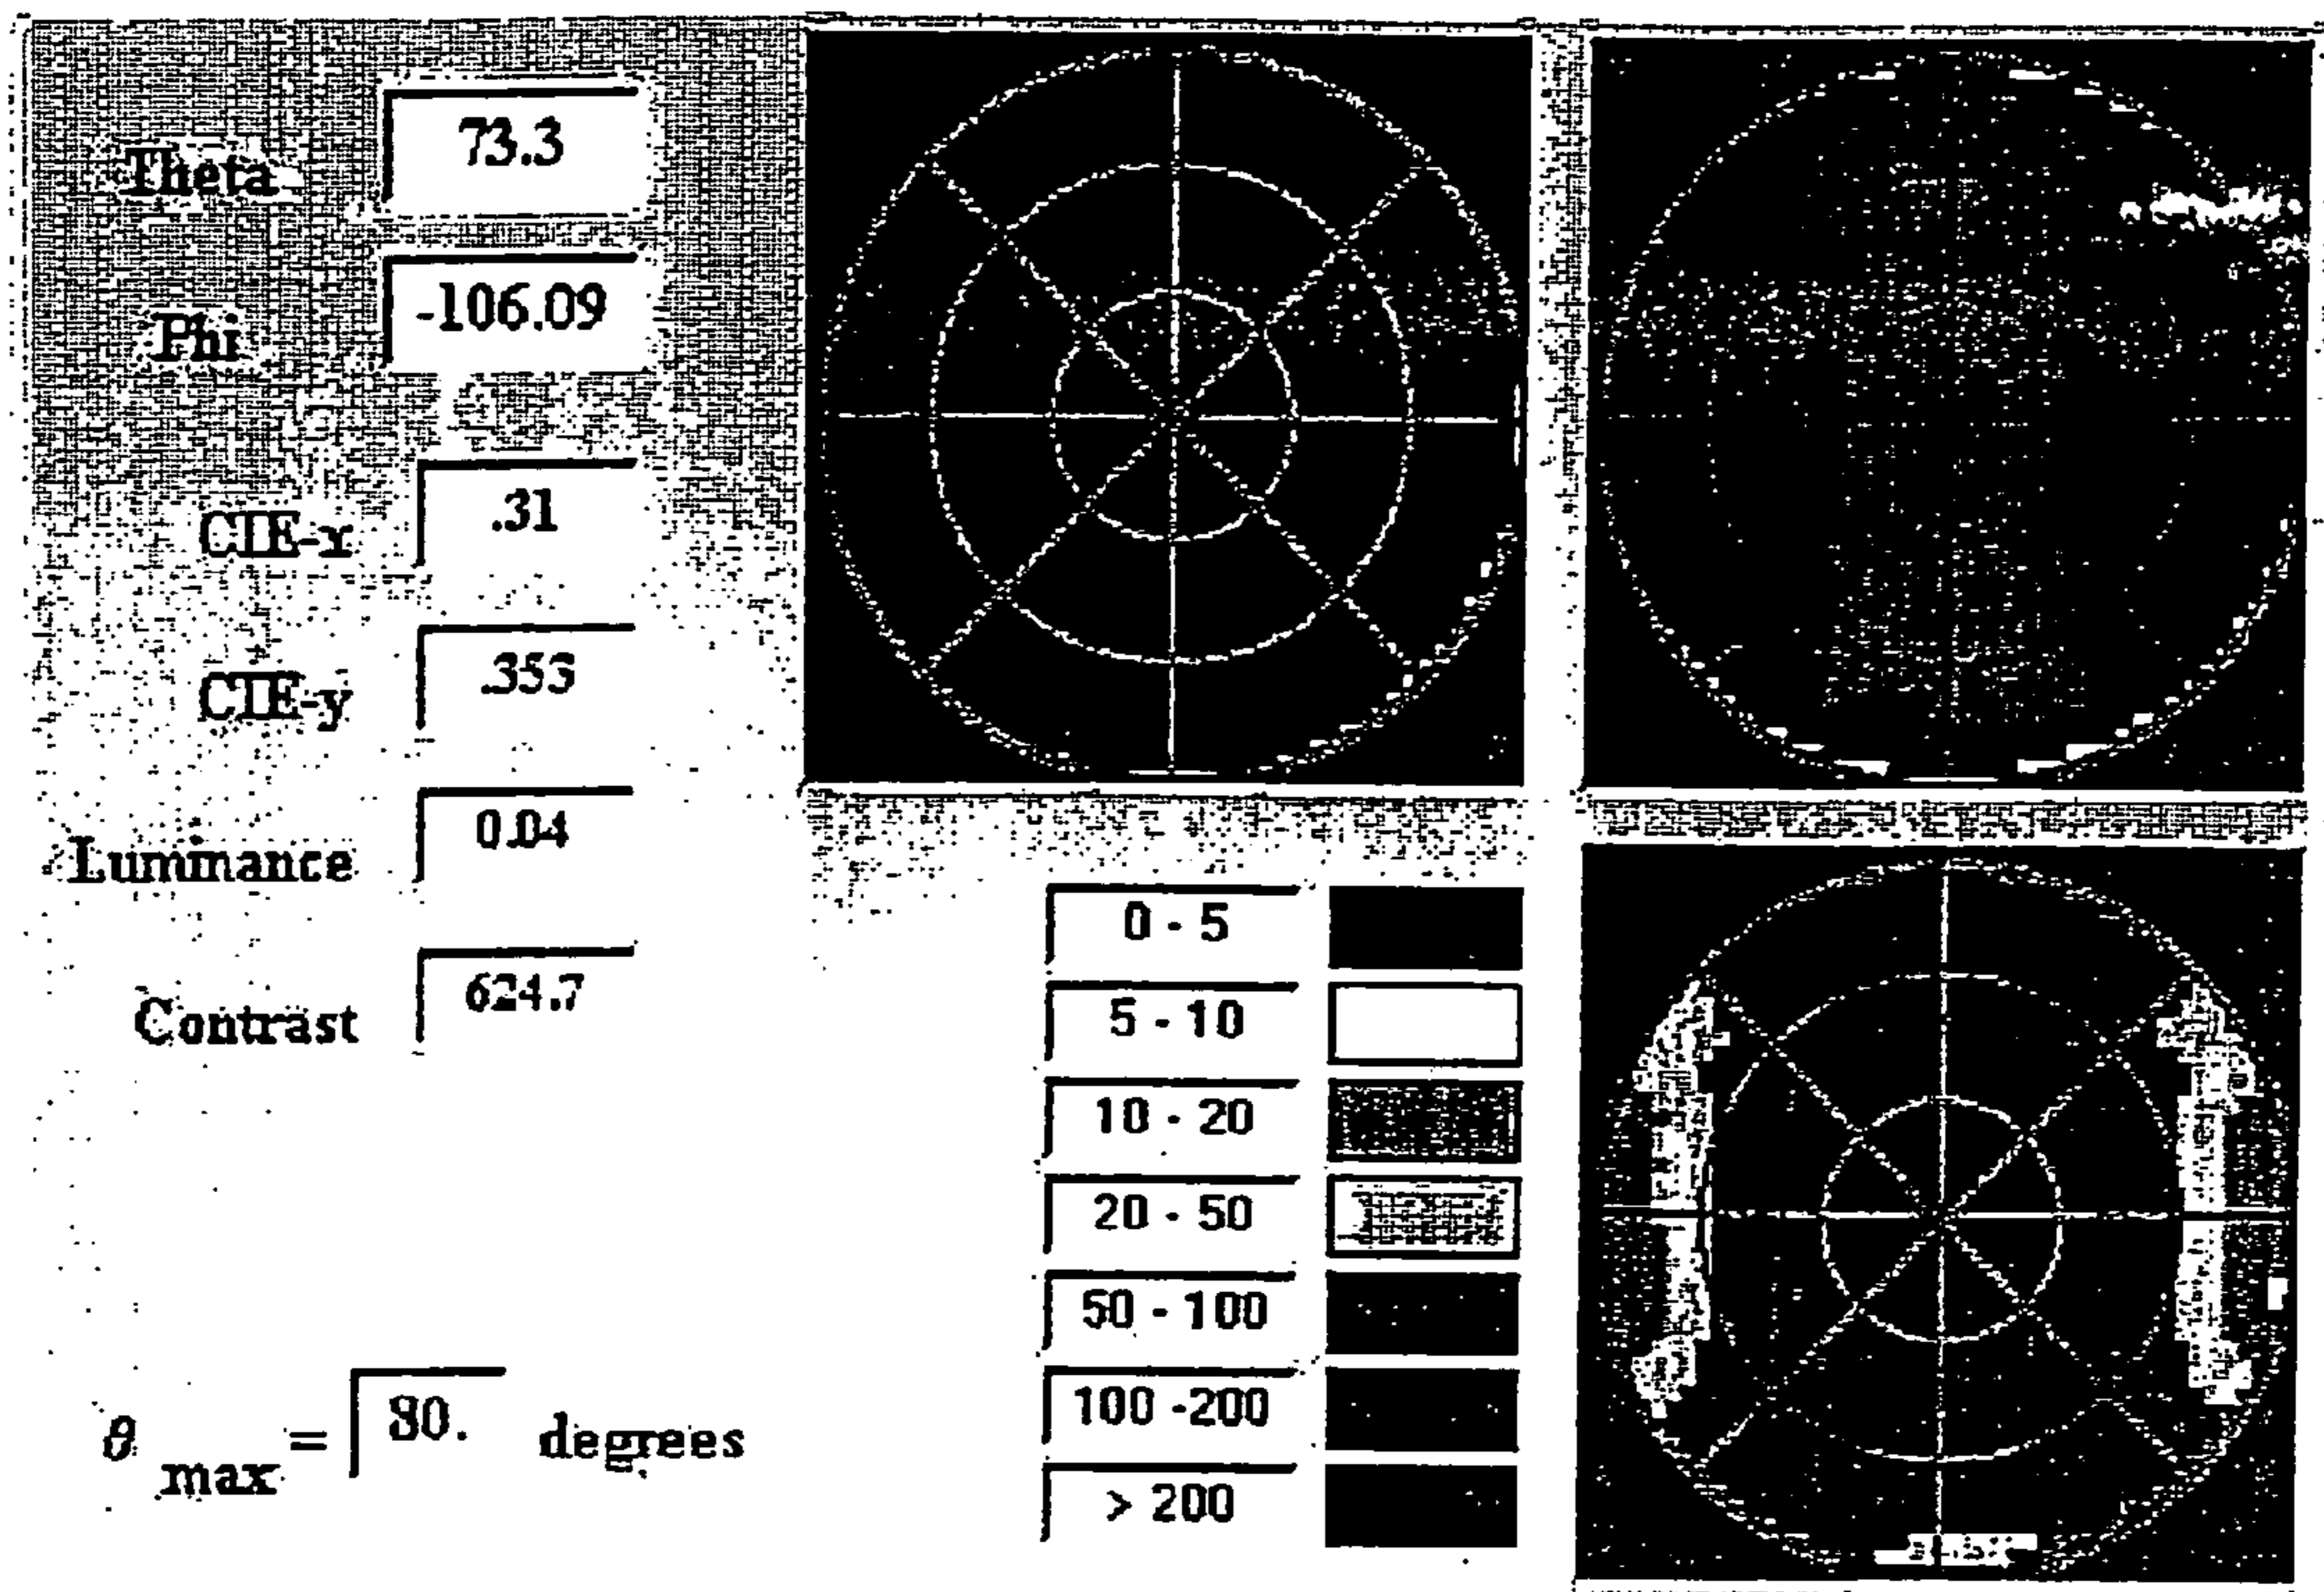 Theta 73.3
Phi -106.09
CIE-x .31
CIE-y .353
Luminance 0.04
Contrast 624.7
θ max = 80. degrees
0 - 5
5 - 10
10 - 20
20 - 50
50 - 100
100 -200
> 200